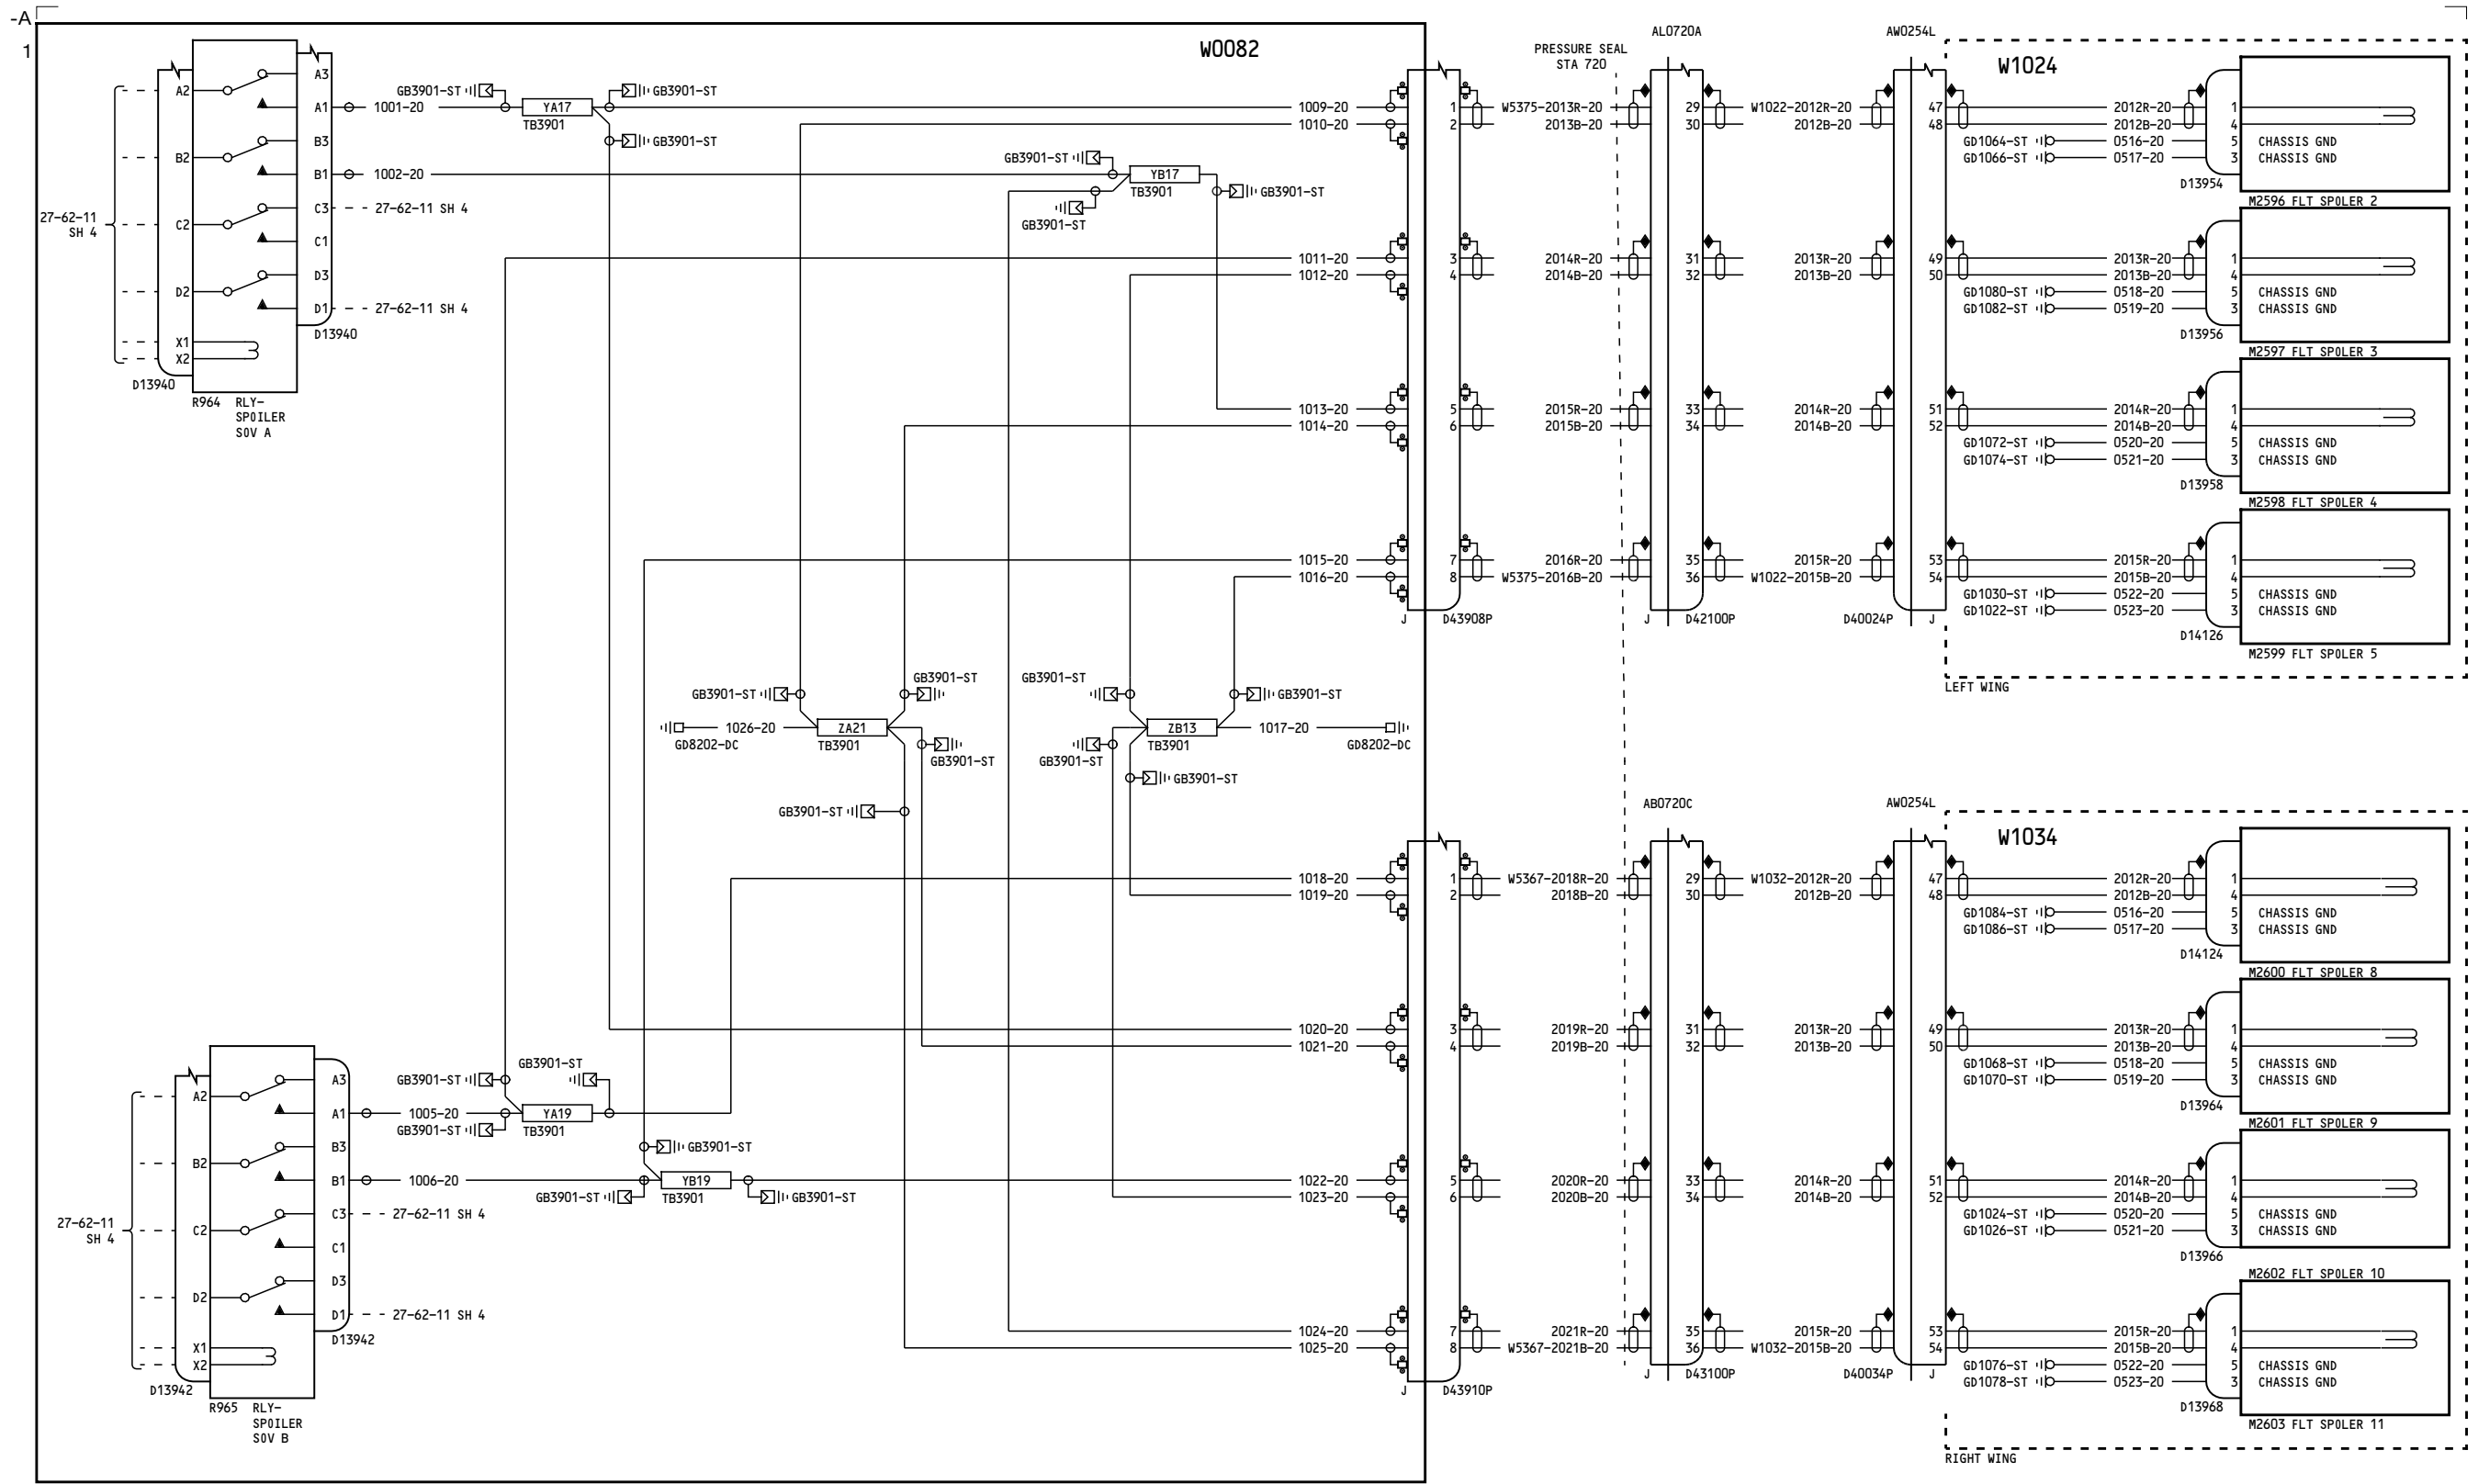 -A
1
W0082
27-62-11
SH 4
A2
B2
C2
D2
X1
X2
D13940
A3
A1
B3
B1
C3
C1
D3
D1
D13940
R964 RLY-
SPOILER
SOV A
1001-20
1002-20
27-62-11 SH 4
27-62-11 SH 4
GB3901-ST
YA17
TB3901
GB3901-ST
GB3901-ST
GB3901-ST
YB17
TB3901
GB3901-ST
GB3901-ST
1009-20
1010-20
1011-20
1012-20
1013-20
1014-20
1015-20
1016-20
1
2
3
4
5
6
7
8
J D43908P
PRESSURE SEAL
STA 720
W5375-2013R-20
2013B-20
2014R-20
2014B-20
2015R-20
2015B-20
2016R-20
W5375-2016B-20
AL0720A
29
30
31
32
33
34
35
36
J D42100P
W1022-2012R-20
2012B-20
2013R-20
2013B-20
2014R-20
2014B-20
2015R-20
W1022-2015B-20
AW0254L
47
48
49
50
51
52
53
54
D40024P J
W1024
2012R-20 1
2012B-20 4
GD1064-ST 0516-20 5 CHASSIS GND
GD1066-ST 0517-20 3 CHASSIS GND
D13954
M2596 FLT SPOLER 2
2013R-20 1
2013B-20 4
GD1080-ST 0518-20 5 CHASSIS GND
GD1082-ST 0519-20 3 CHASSIS GND
D13956
M2597 FLT SPOLER 3
2014R-20 1
2014B-20 4
GD1072-ST 0520-20 5 CHASSIS GND
GD1074-ST 0521-20 3 CHASSIS GND
D13958
M2598 FLT SPOLER 4
2015R-20 1
2015B-20 4
GD1030-ST 0522-20 5 CHASSIS GND
GD1022-ST 0523-20 3 CHASSIS GND
D14126
M2599 FLT SPOLER 5
LEFT WING
GB3901-ST
GB3901-ST
1026-20
GD8202-DC
ZA21
TB3901
GB3901-ST
GB3901-ST
GB3901-ST
GB3901-ST
ZB13
TB3901
1017-20
GD8202-DC
GB3901-ST
GB3901-ST
27-62-11
SH 4
A2
B2
C2
D2
X1
X2
D13942
A3
A1
B3
B1
C3
C1
D3
D1
D13942
R965 RLY-
SPOILER
SOV B
1005-20
1006-20
27-62-11 SH 4
27-62-11 SH 4
GB3901-ST
GB3901-ST
GB3901-ST
YA19
TB3901
GB3901-ST
GB3901-ST
YB19
TB3901
GB3901-ST
1018-20
1019-20
1020-20
1021-20
1022-20
1023-20
1024-20
1025-20
1
2
3
4
5
6
7
8
J D43910P
W5367-2018R-20
2018B-20
2019R-20
2019B-20
2020R-20
2020B-20
2021R-20
W5367-2021B-20
AB0720C
29
30
31
32
33
34
35
36
J D43100P
W1032-2012R-20
2012B-20
2013R-20
2013B-20
2014R-20
2014B-20
2015R-20
W1032-2015B-20
AW0254L
47
48
49
50
51
52
53
54
D40034P J
W1034
2012R-20 1
2012B-20 4
GD1084-ST 0516-20 5 CHASSIS GND
GD1086-ST 0517-20 3 CHASSIS GND
D14124
M2600 FLT SPOLER 8
2013R-20 1
2013B-20 4
GD1068-ST 0518-20 5 CHASSIS GND
GD1070-ST 0519-20 3 CHASSIS GND
D13964
M2601 FLT SPOLER 9
2014R-20 1
2014B-20 4
GD1024-ST 0520-20 5 CHASSIS GND
GD1026-ST 0521-20 3 CHASSIS GND
D13966
M2602 FLT SPOLER 10
2015R-20 1
2015B-20 4
GD1076-ST 0522-20 5 CHASSIS GND
GD1078-ST 0523-20 3 CHASSIS GND
D13968
M2603 FLT SPOLER 11
RIGHT WING